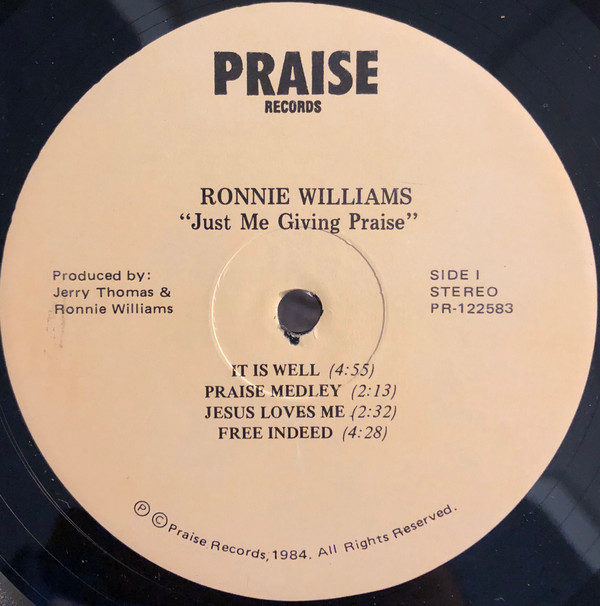 PRAISE
RECORDS
RONNIE WILLIAMS
“Just Me Giving Praise”
Produced by:
Jerry Thomas &
Ronnie Williams
SIDE I
STEREO
PR-122583
IT IS WELL (4:55)
PRAISE MEDLEY (2:13)
JESUS LOVES ME (2:32)
FREE INDEED (4:28)
Ⓟ © Praise Records, 1984. All Rights Reserved.